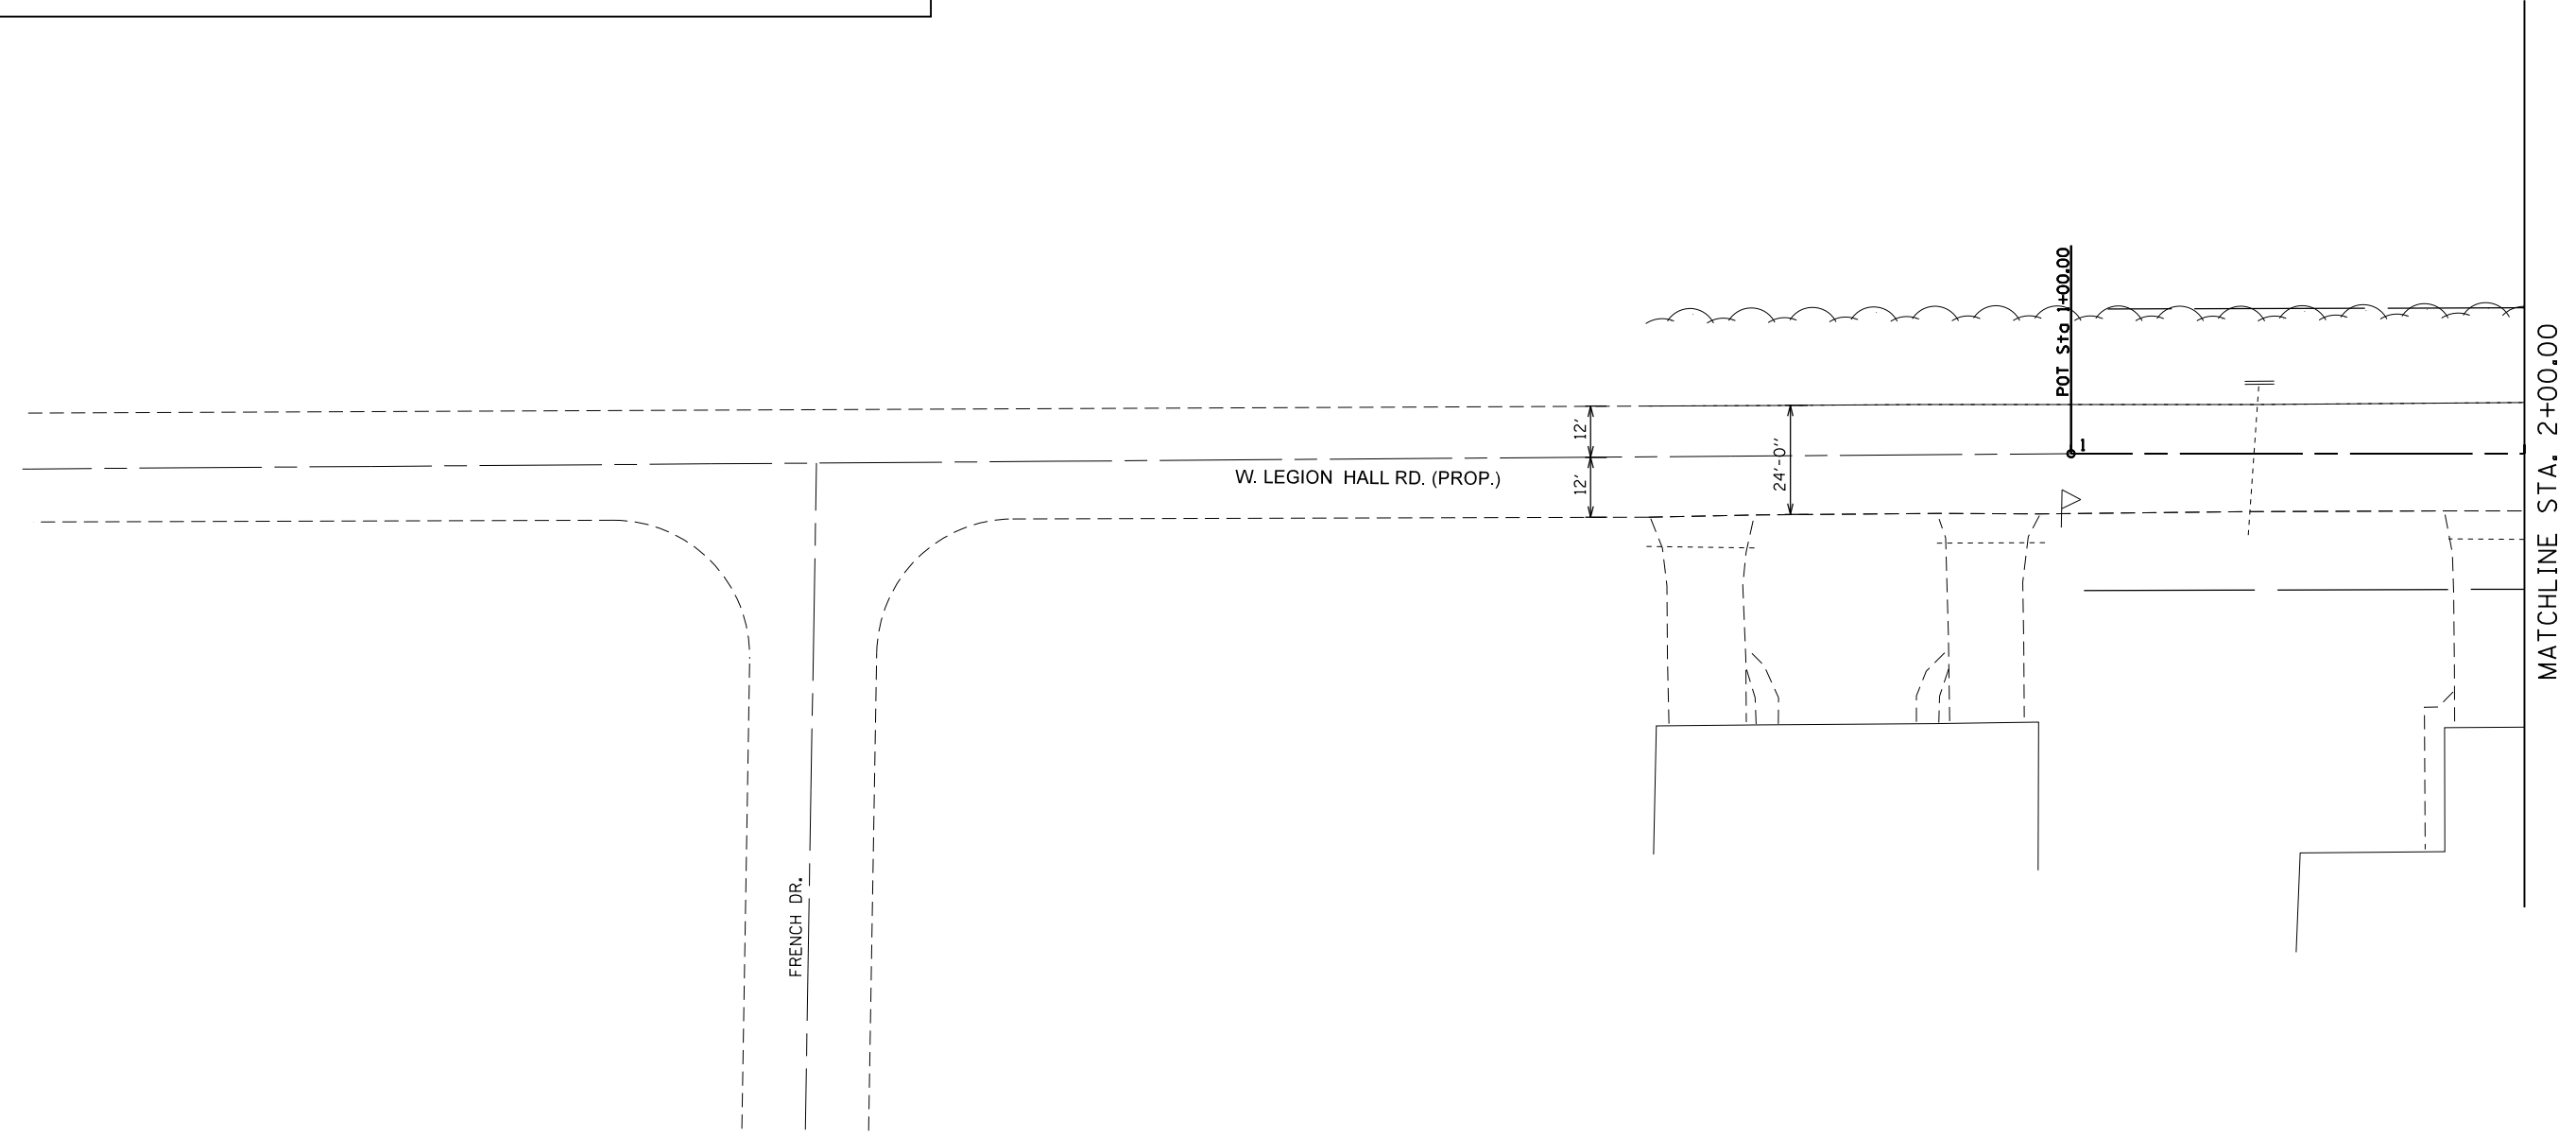 POT Sta 1+00.00
1
12'
12'
24'-0"
W. LEGION HALL RD. (PROP.)
MATCHLINE STA. 2+00.00
FRENCH DR.